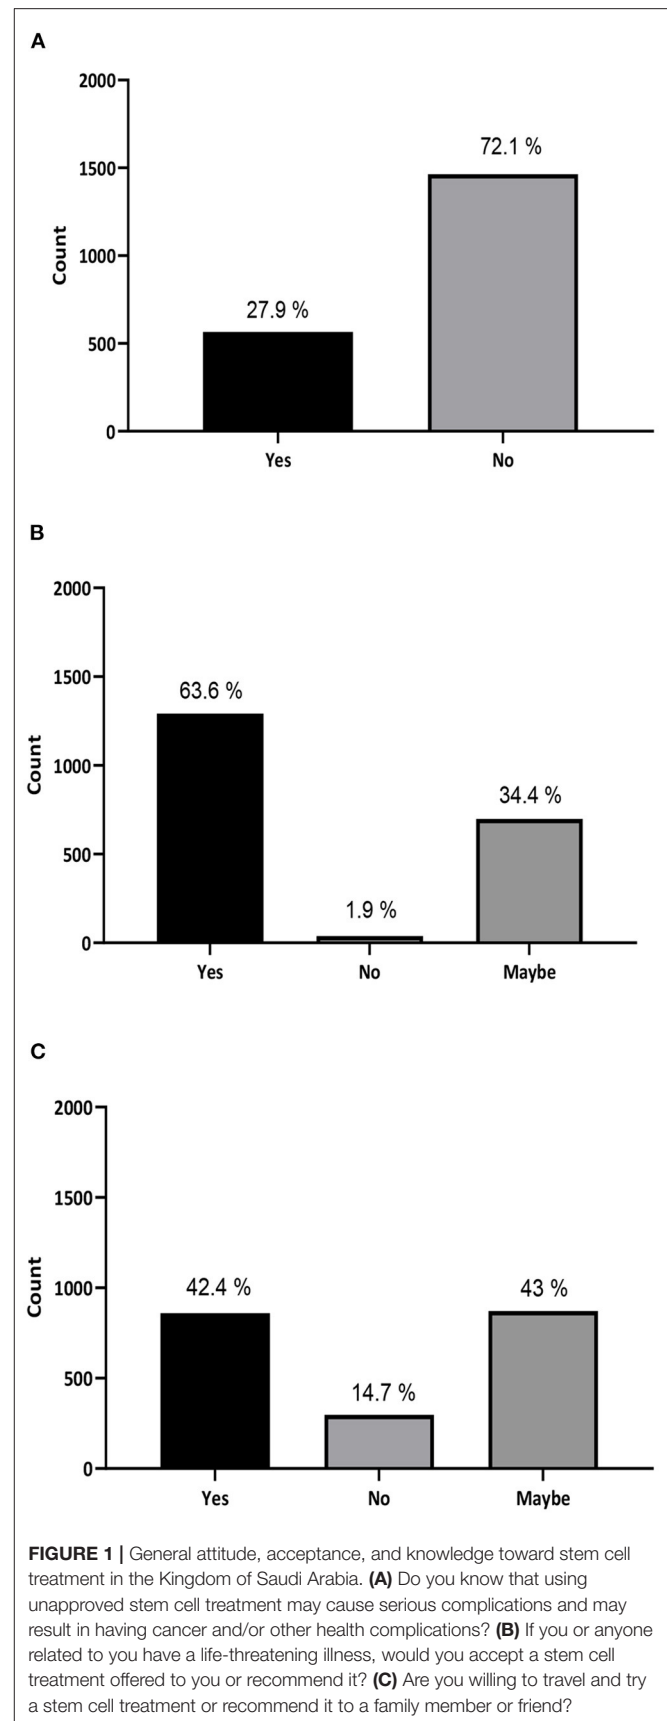 A
2000
1500
1000
500
0
Count
27.9 %
72.1 %
Yes
No
B
2000
1500
1000
500
0
Count
63.6 %
1.9 %
34.4 %
Yes
No
Maybe
C
2000
1500
1000
500
0
Count
42.4 %
14.7 %
43 %
Yes
No
Maybe
FIGURE 1 | General attitude, acceptance, and knowledge toward stem cell
treatment in the Kingdom of Saudi Arabia. (A) Do you know that using
unapproved stem cell treatment may cause serious complications and may
result in having cancer and/or other health complications? (B) If you or anyone
related to you have a life-threatening illness, would you accept a stem cell
treatment offered to you or recommend it? (C) Are you willing to travel and try
a stem cell treatment or recommend it to a family member or friend?